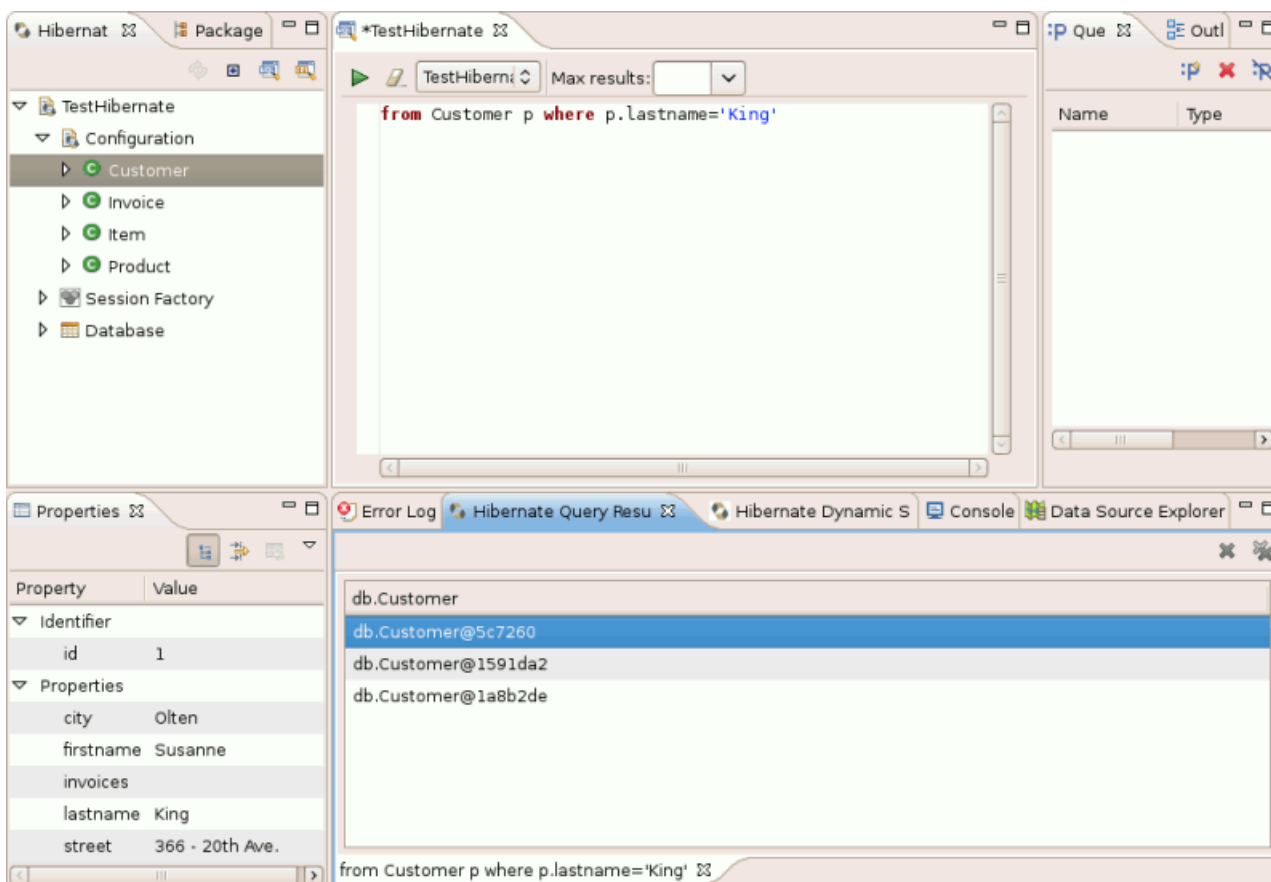 Hibernat
Package
TestHibernate
Configuration
Customer
Invoice
Item
Product
Session Factory
Database
*TestHibernate
TestHiberna
Max results:
from Customer p where p.lastname='King'
Que
Outl
Name Type
Properties
Property Value
Identifier
id 1
Properties
city Olten
firstname Susanne
invoices
lastname King
street 366 - 20th Ave.
Error Log
Hibernate Query Resu
Hibernate Dynamic S
Console
Data Source Explorer
db.Customer
db.Customer@5c7260
db.Customer@1591da2
db.Customer@1a8b2de
from Customer p where p.lastname='King'